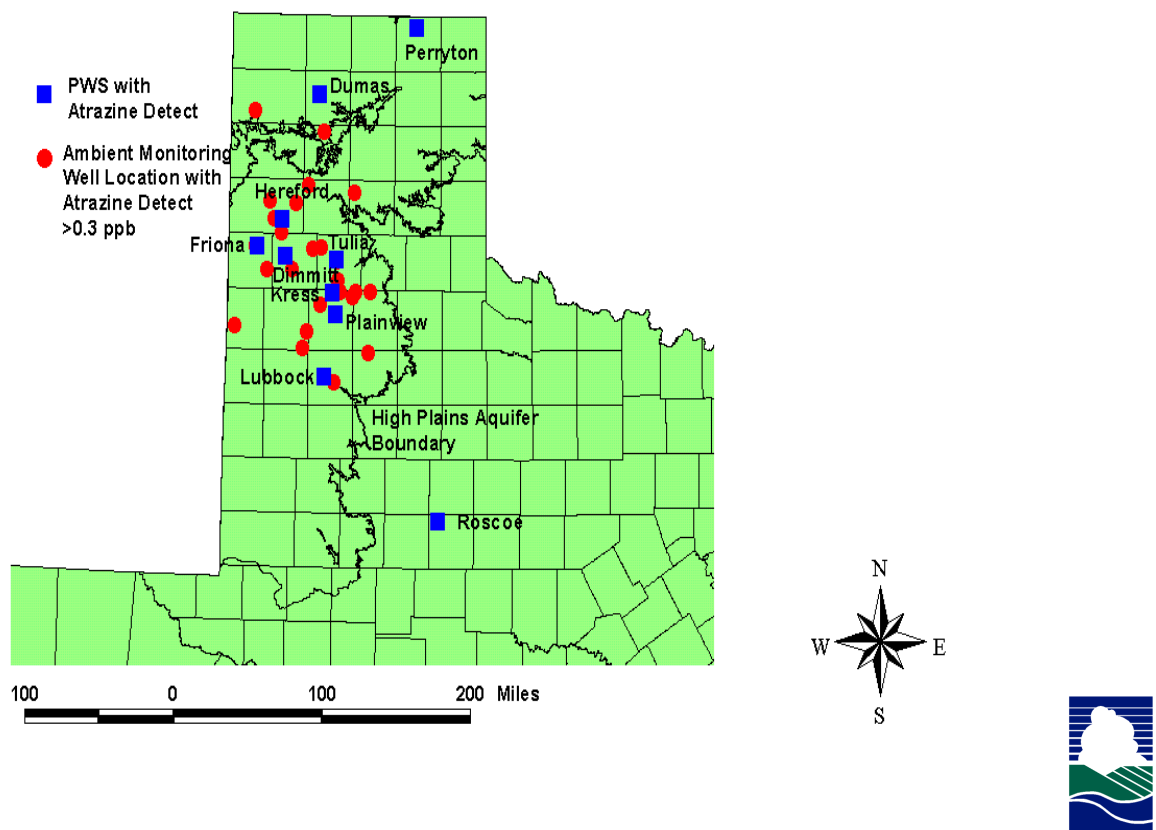 Perryton
PWS with
Atrazine Detect
Dumas
Ambient Monitoring
Well Location with
Atrazine Detect
>0.3 ppb
Hereford
Friona
Tulia
Dimmitt
Kress
Plainview
Lubbock
High Plains Aquifer
Boundary
Roscoe
N
W
E
S
100 0 100 200 Miles